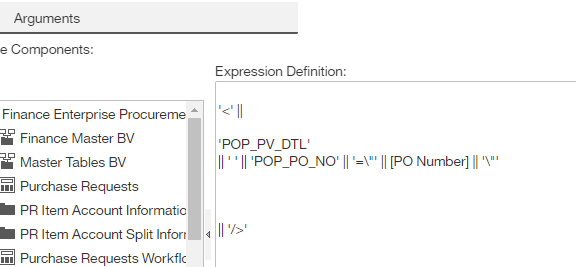 Arguments
e Components:
Expression Definition:
Finance Enterprise Procureme
Finance Master BV
Master Tables BV
Purchase Requests
PR Item Account Informatio
PR Item Account Split Inforr
Purchase Requests Workflo
'<' ||
'POP_PV_DTL'
|| ' ' || 'POP_PO_NO' || '=\"' || [PO Number] || '\"'
|| '/>'